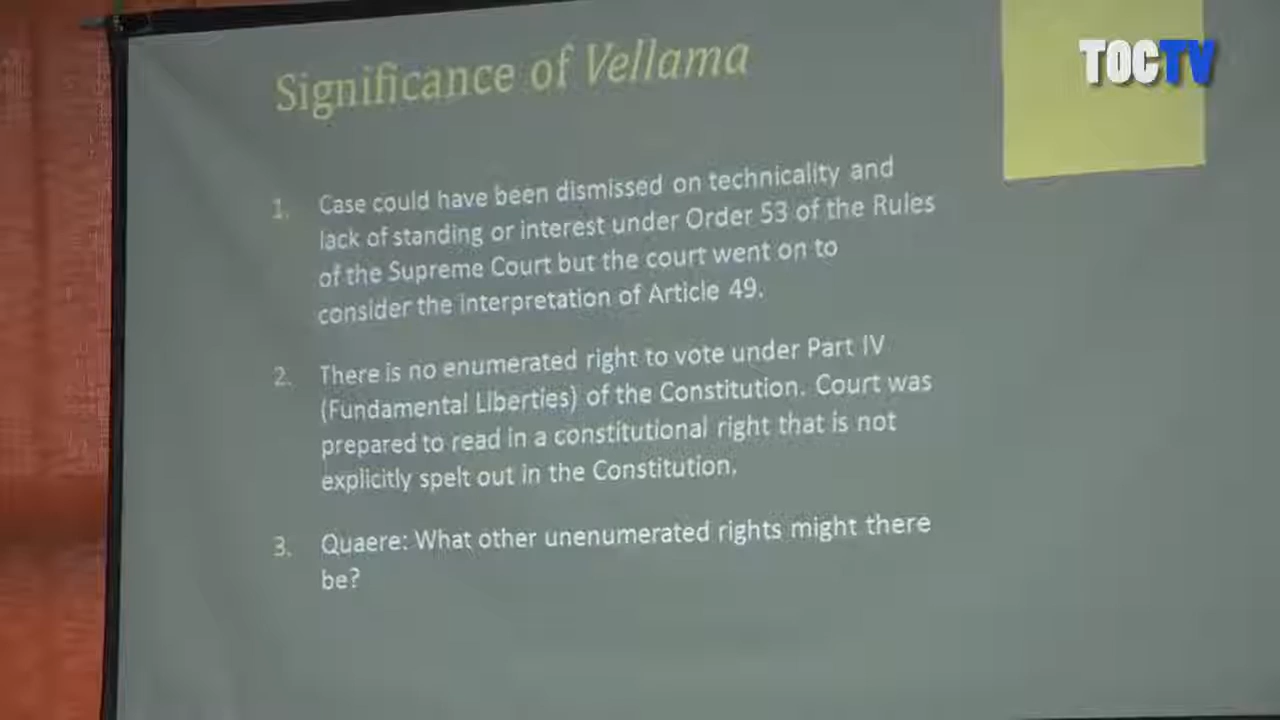 Significance of Vellama
TOCTV
1. Case could have been dismissed on technicality and
lack of standing or interest under Order 53 of the Rules
of the Supreme Court but the court went on to
consider the interpretation of Article 49.
2. There is no enumerated right to vote under Part IV
(Fundamental Liberties) of the Constitution. Court was
prepared to read in a constitutional right that is not
explicitly spelt out in the Constitution.
3. Quaere: What other unenumerated rights might there
be?